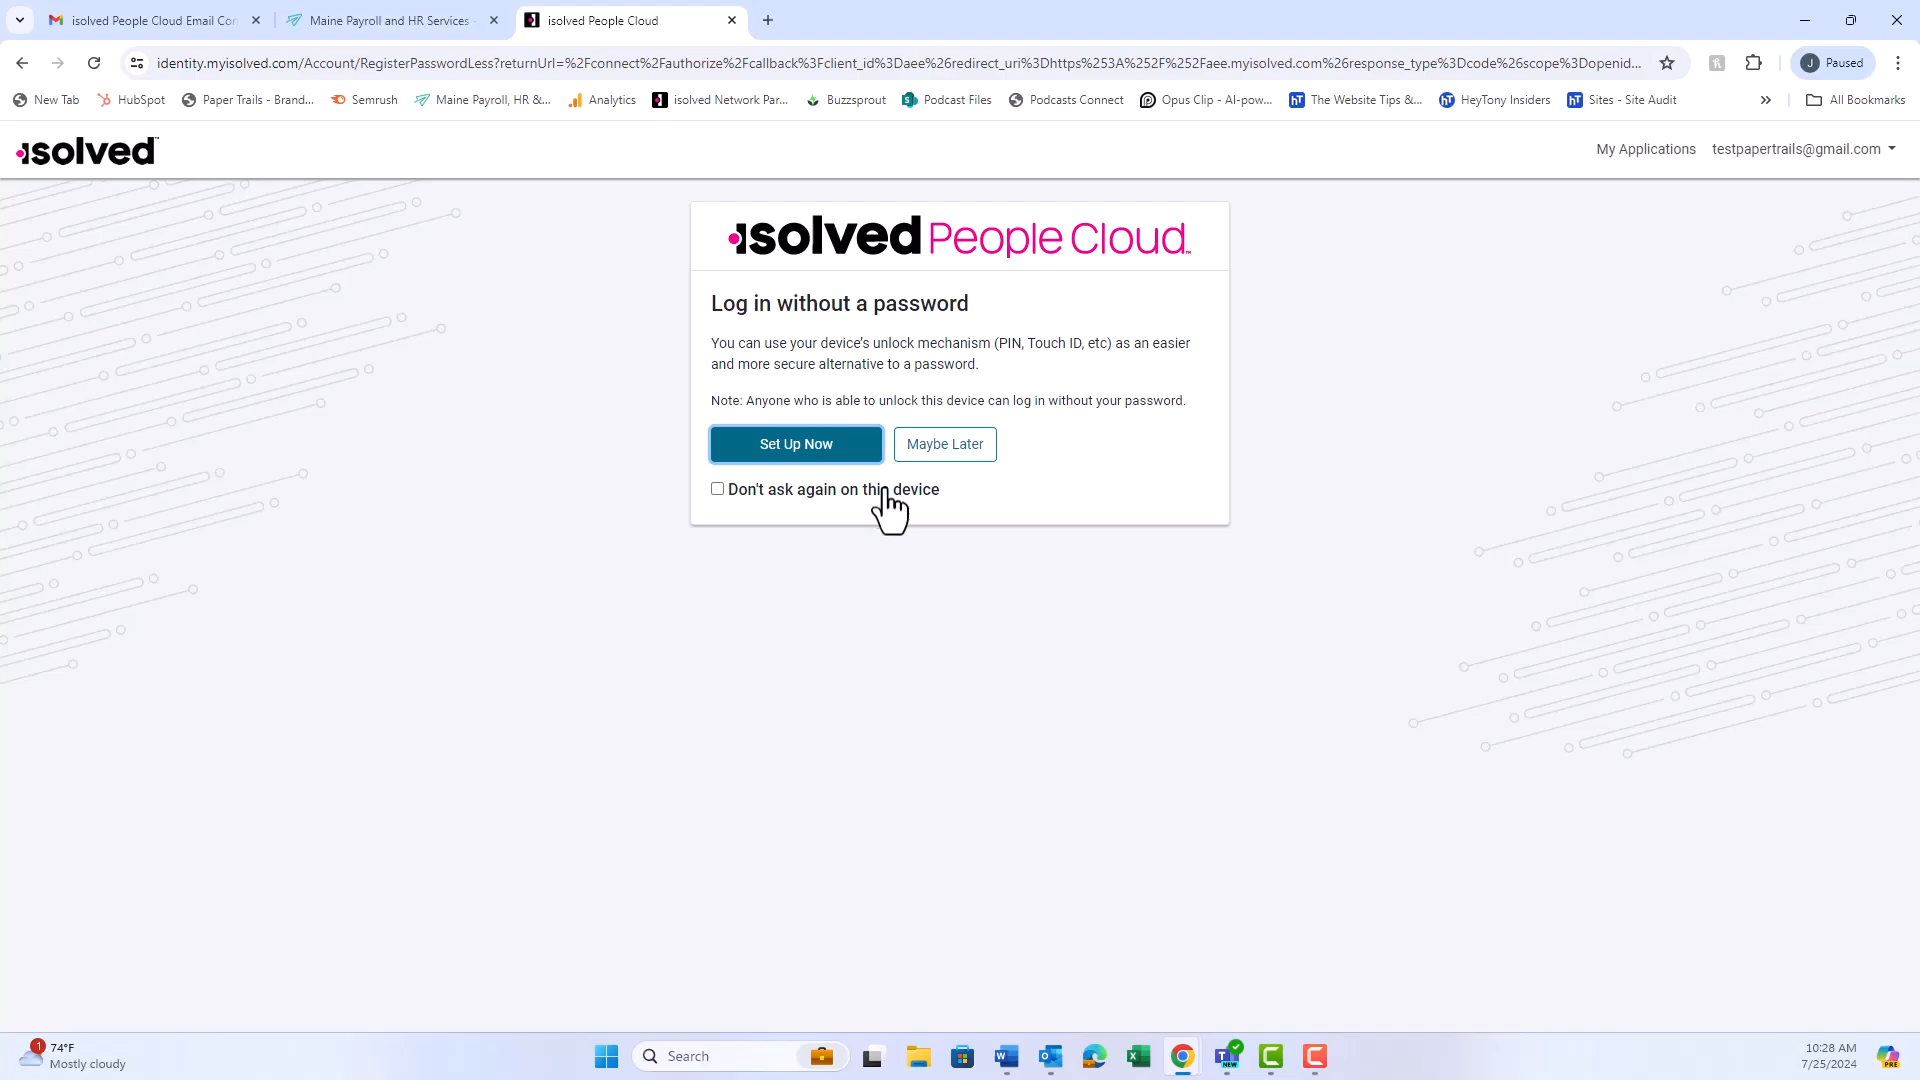 isolved People Cloud Email Con
Maine Payroll and HR Services
isolved People Cloud
identity.myisolved.com/Account/RegisterPasswordLess?returnUrl=%2Fconnect%2Fauthorize%2Fcallback%3Fclient_id%3Daee%26redirect_uri%3Dhttps%253A%252F%252Faee.myisolved.com%26response_type%3Dcode%26scope%3Dopenid...
J Paused
New Tab
HubSpot
Paper Trails - Brand...
Semrush
Maine Payroll, HR &...
Analytics
isolved Network Par...
Buzzsprout
Podcast Files
Podcasts Connect
Opus Clip - AI-pow...
The Website Tips &...
HeyTony Insiders
Sites - Site Audit
All Bookmarks
isolved™
My Applications
testpapertrails@gmail.com
isolved People Cloud™
Log in without a password
You can use your device’s unlock mechanism (PIN, Touch ID, etc) as an easier
and more secure alternative to a password.
Note: Anyone who is able to unlock this device can log in without your password.
Set Up Now
Maybe Later
Don't ask again on this device
1
74°F
Mostly cloudy
Search
NEW
10:28 AM
7/25/2024
PRE